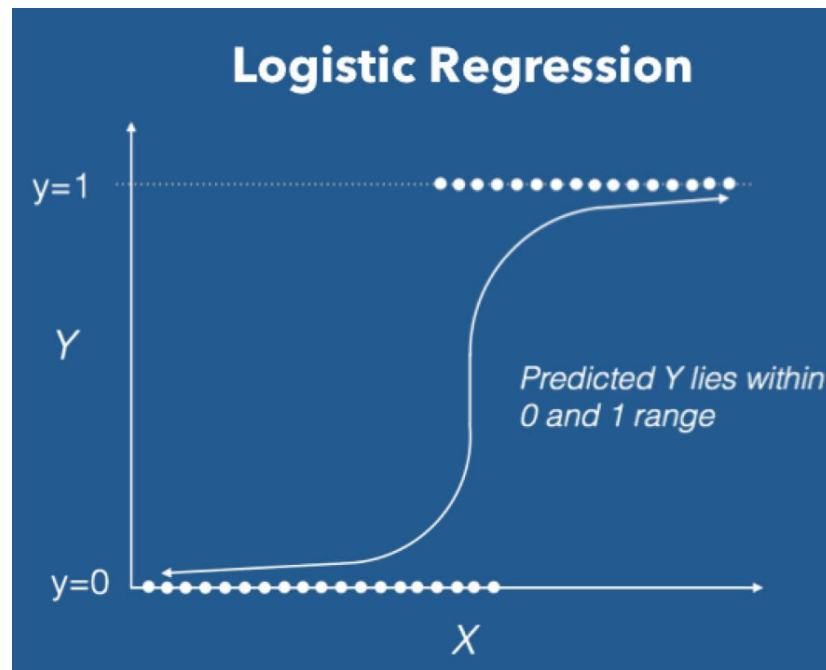 Logistic Regression
y=1
Y
Predicted Y lies within
0 and 1 range
y=0
X